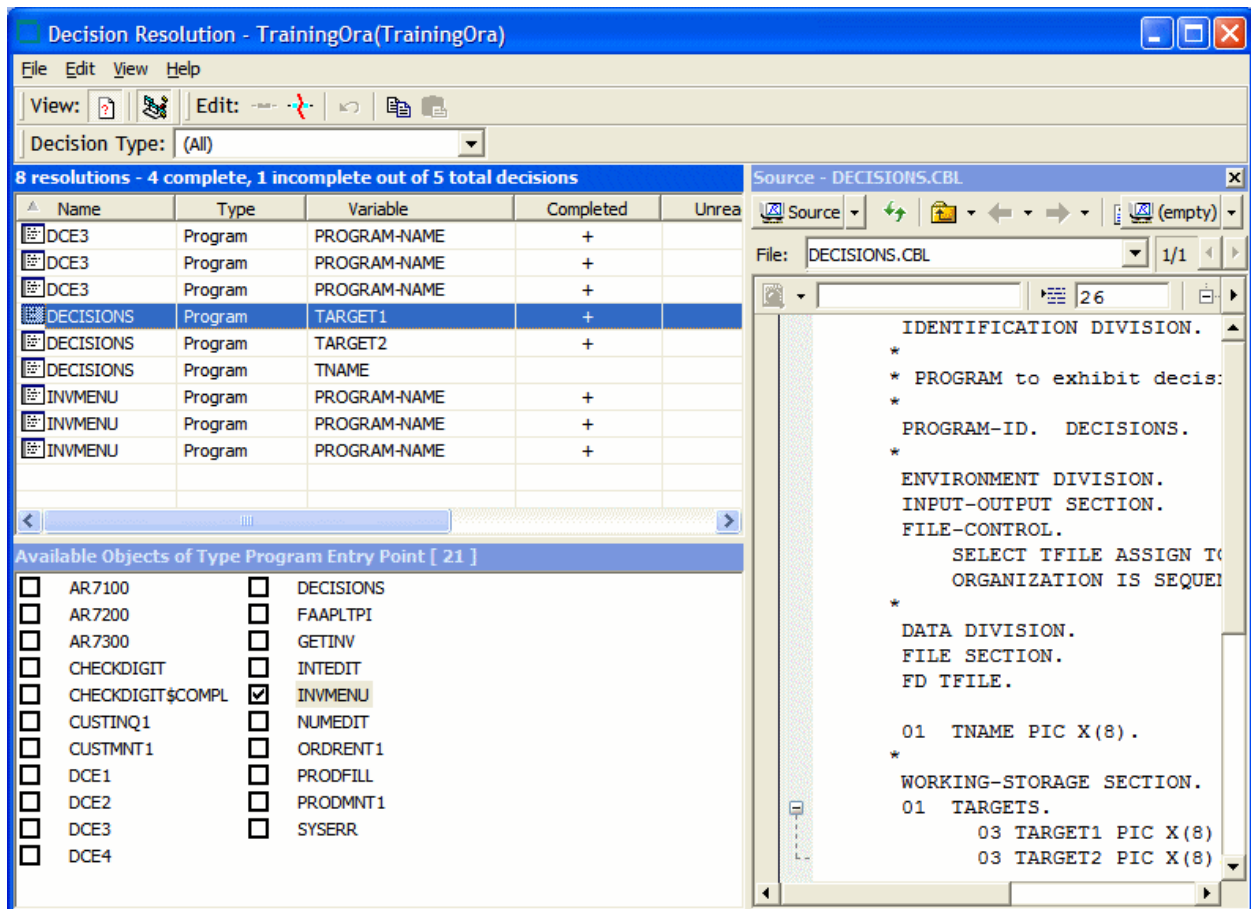 Decision Resolution - TrainingOra(TrainingOra)
File Edit View Help
View: Edit:
Decision Type: (All)
8 resolutions - 4 complete, 1 incomplete out of 5 total decisions
Name Type Variable Completed Unrea
DCE3 Program PROGRAM-NAME +
DCE3 Program PROGRAM-NAME +
DCE3 Program PROGRAM-NAME +
DECISIONS Program TARGET1 +
DECISIONS Program TARGET2 +
DECISIONS Program TNAME
INVMENU Program PROGRAM-NAME +
INVMENU Program PROGRAM-NAME +
INVMENU Program PROGRAM-NAME +
Available Objects of Type Program Entry Point [ 21 ]
AR7100 DECISIONS
AR7200 FAAPLTPI
AR7300 GETINV
CHECKDIGIT INTEDIT
CHECKDIGIT$COMPL INVMENU
CUSTINQ1 NUMEDIT
CUSTMNT1 ORDRENT1
DCE1 PRODFILL
DCE2 PRODMNT1
DCE3 SYSERR
DCE4
Source - DECISIONS.CBL
Source (empty)
File: DECISIONS.CBL 1/1
26
IDENTIFICATION DIVISION.
*
* PROGRAM to exhibit decis
*
PROGRAM-ID. DECISIONS.
*
ENVIRONMENT DIVISION.
INPUT-OUTPUT SECTION.
FILE-CONTROL.
SELECT TFILE ASSIGN TO
ORGANIZATION IS SEQUE
*
DATA DIVISION.
FILE SECTION.
FD TFILE.
01 TNAME PIC X(8).
*
WORKING-STORAGE SECTION.
01 TARGETS.
03 TARGET1 PIC X(8)
03 TARGET2 PIC X(8)